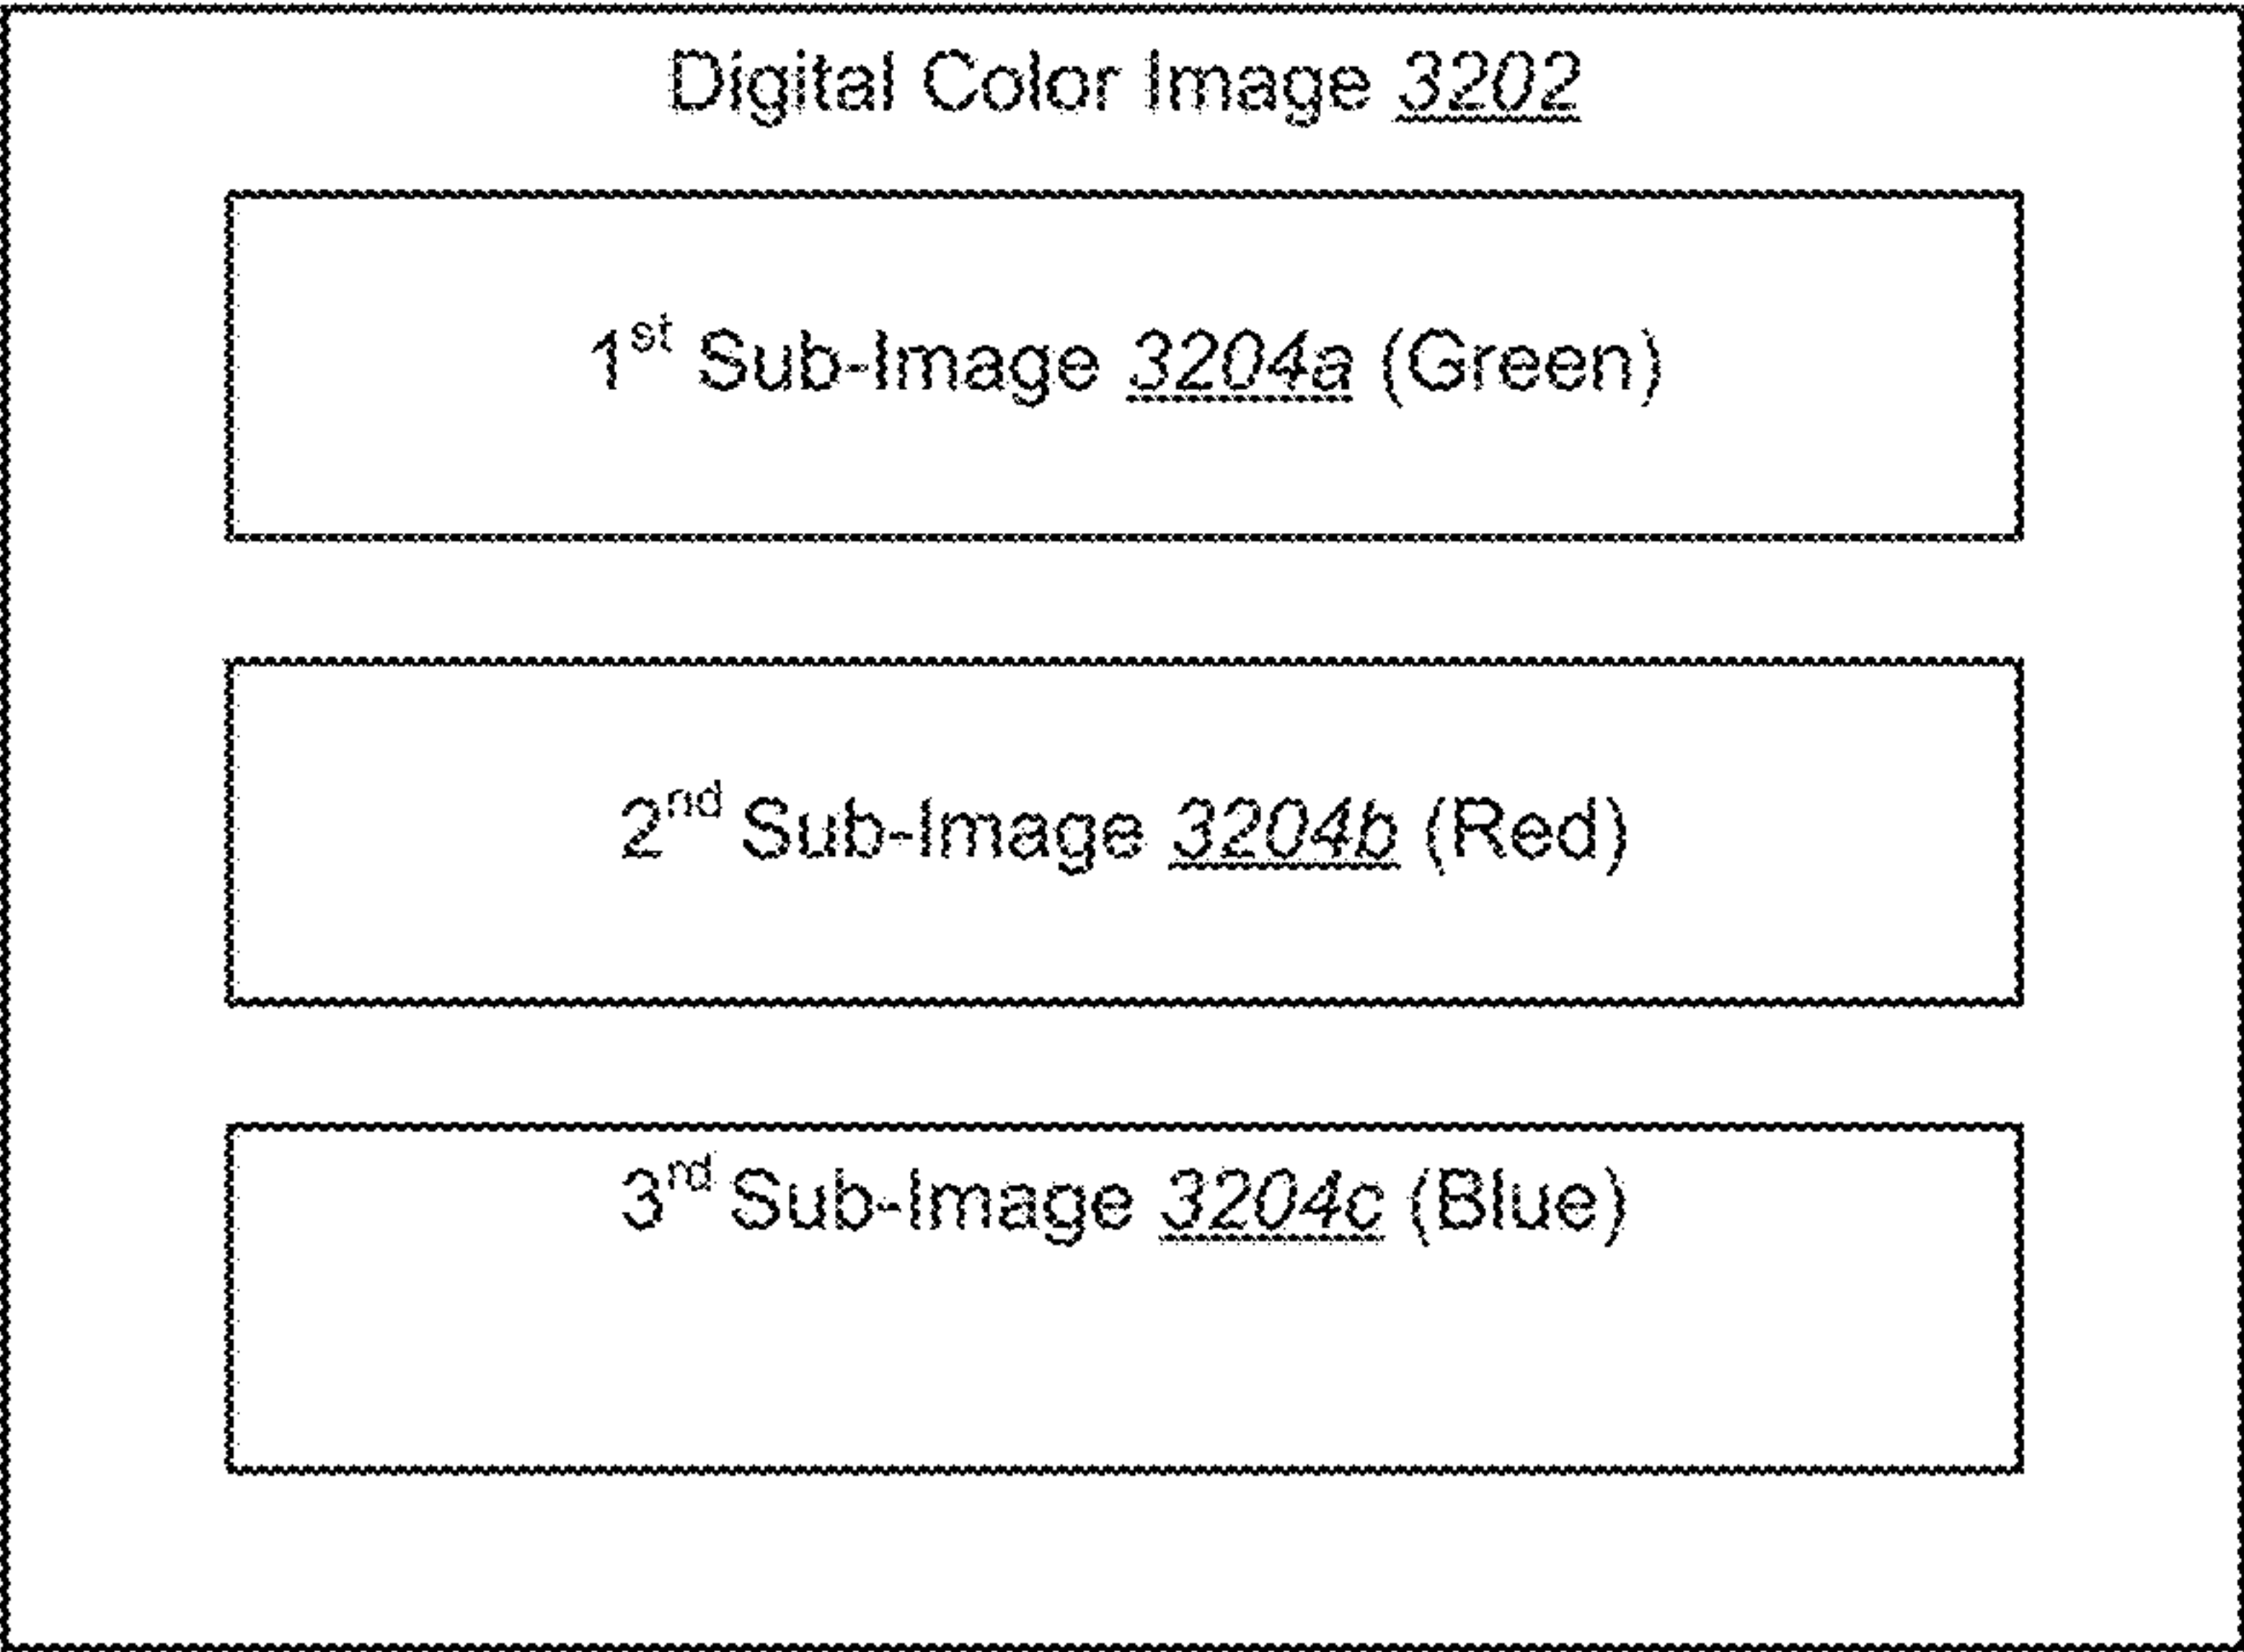 Digital Color Image 3202
1st Sub-Image 3204a (Green)
2nd Sub-Image 3204b (Red)
3rd Sub-Image 3204c (Blue)